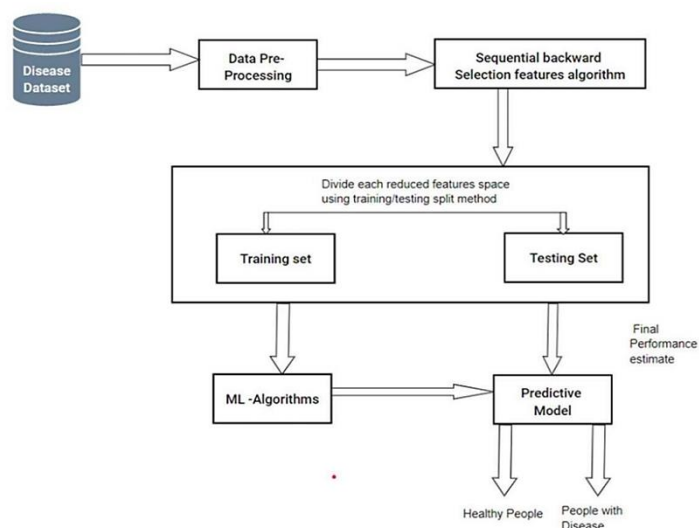 Disease
Dataset
Data Pre-
Processing
Sequential backward
Selection features algorithm
Divide each reduced features space
using training/testing split method
Training set
Testing Set
Final
Performance
estimate
ML -Algorithms
Predictive
Model
Healthy People
People with
Disease